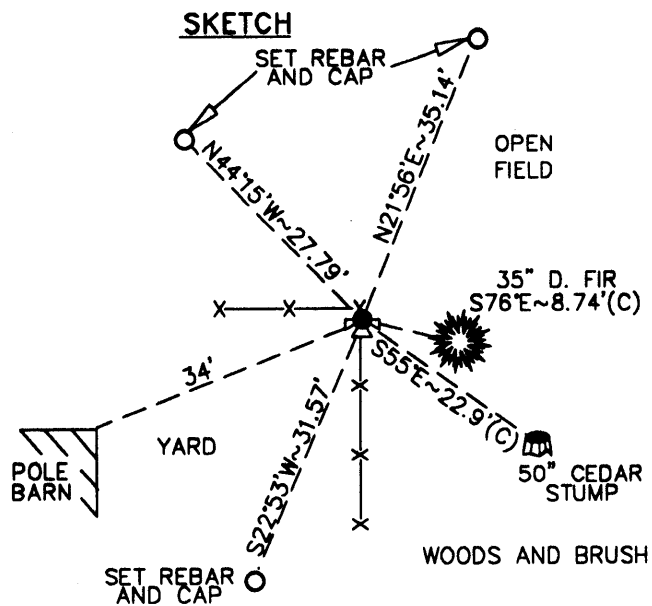 SKETCH
SET REBAR
AND CAP
N44°15'W~27.79'
N21°56'E~35.14'
OPEN
FIELD
35" D. FIR
S76°E~8.74'(C)
S55°E~22.9'(C)
34'
S22°53'W~31.57'
YARD
POLE
BARN
50" CEDAR
STUMP
WOODS AND BRUSH
SET REBAR
AND CAP